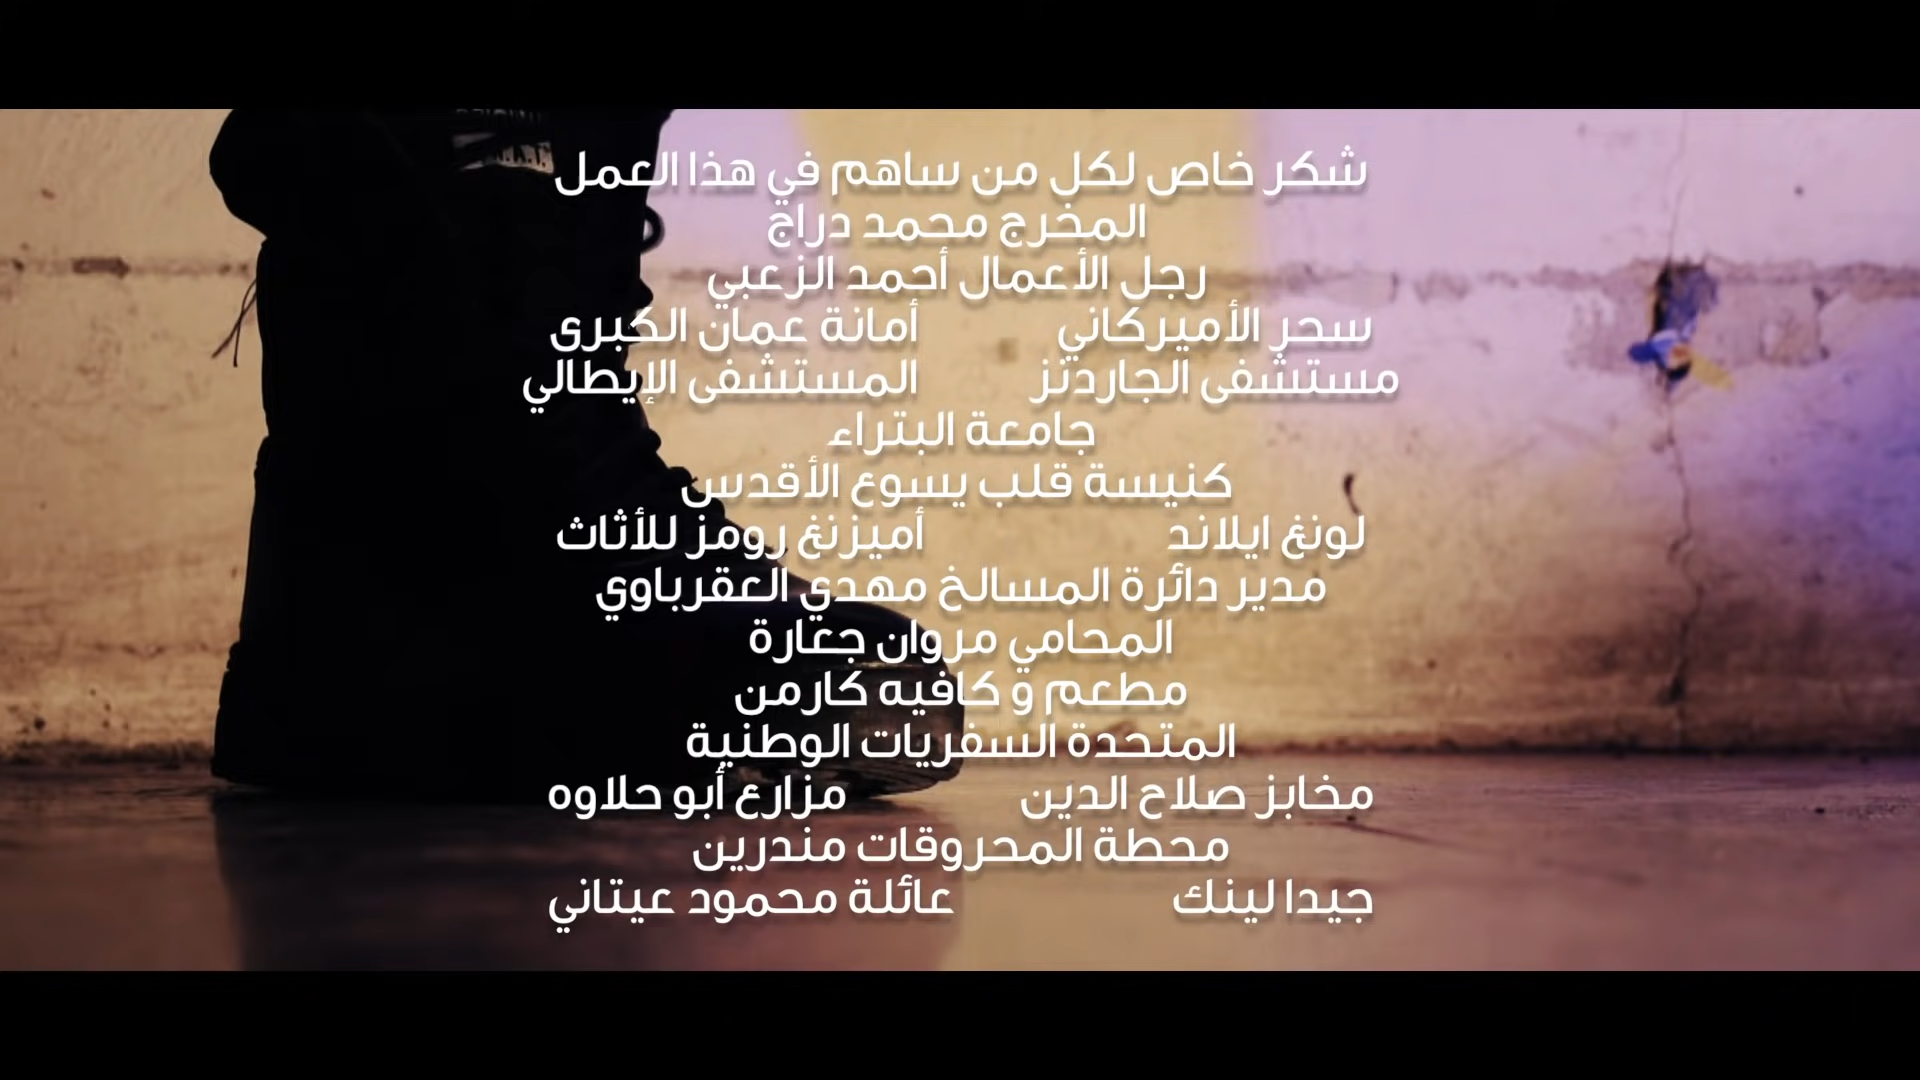 شكر خاص لكل من ساهم في هذا العمل
المخرج محمد دراج
رجل الأعمال أحمد الزعبي
سحر الأميركاني أمانة عمان الكبرى
مستشفى الجاردنز المستشفى الإيطالي
جامعة البتراء
كنيسة قلب يسوع الأقدس
لونغ ايلاند أميزنغ رومز للأثاث
مدير دائرة المسالخ مهدي العقرباوي
المحامي مروان جعارة
مطعم و كافيه كارمن
المتحدة السفريات الوطنية
مخابز صلاح الدين مزارع أبو حلاوه
محطة المحروقات مندرين
جيدا لينك عائلة محمود عيتاني